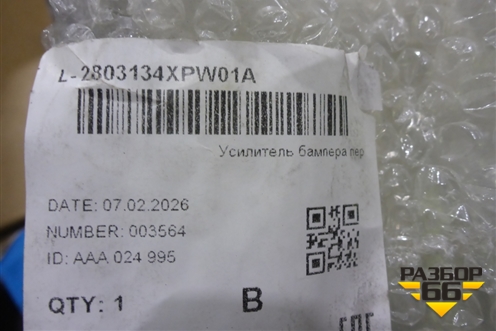 L-2803134XPW01A
Усилитель бампера пер
DATE: 07.02.2026
NUMBER: 003564
ID: AAA 024 995
QTY: 1
B
РАЗБОР
66